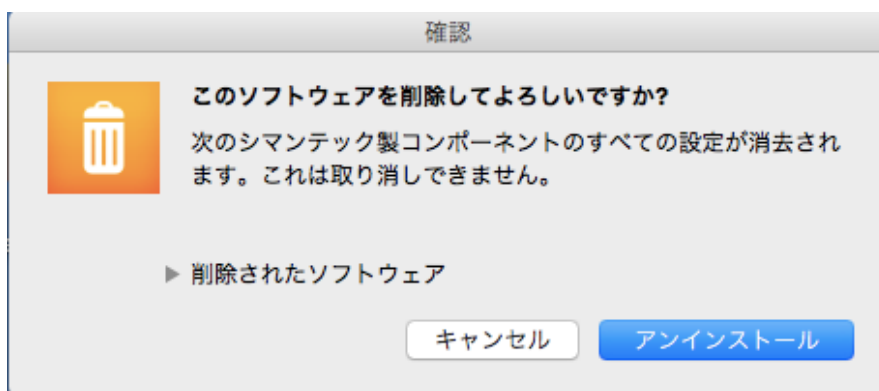 確認
このソフトウェアを削除してよろしいですか?
次のシマンテック製コンポーネントのすべての設定が消去され
ます。これは取り消しできません。
削除されたソフトウェア
キャンセル
アンインストール